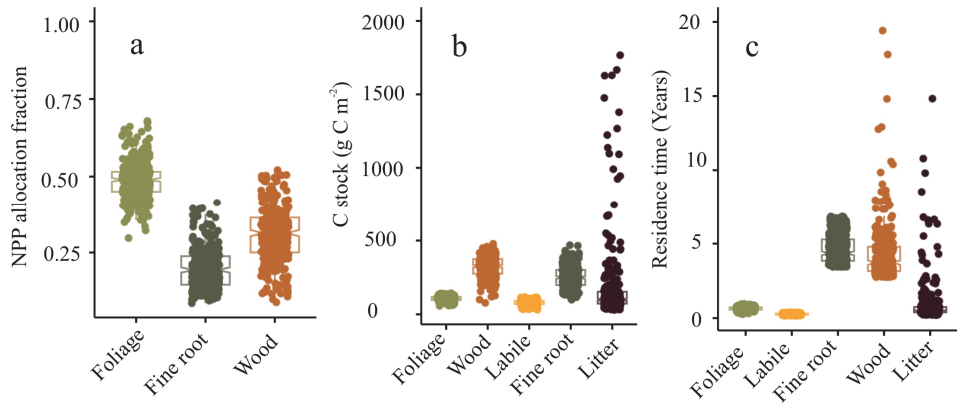 a
NPP allocation fraction
1.00
0.75
0.50
0.25
Foliage
Fine root
Wood
b
C stock (g C m⁻²)
2000
1500
1000
500
0
Foliage
Wood
Labile
Fine root
Litter
c
Residence time (Years)
20
15
10
5
0
Foliage
Labile
Fine root
Wood
Litter